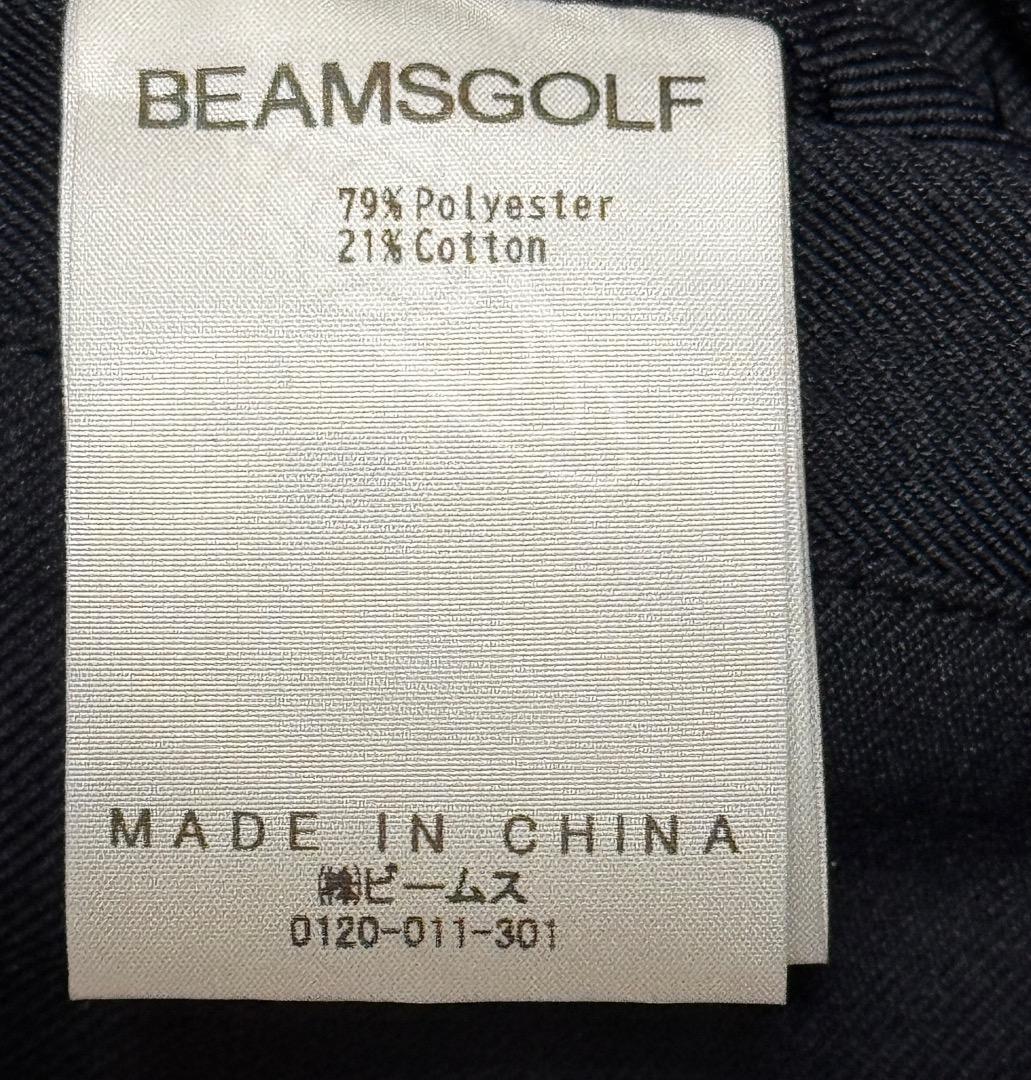 BEAMSGOLF
79% Polyester
21% Cotton
MADE IN CHINA
㈱ビームス
0120-011-301